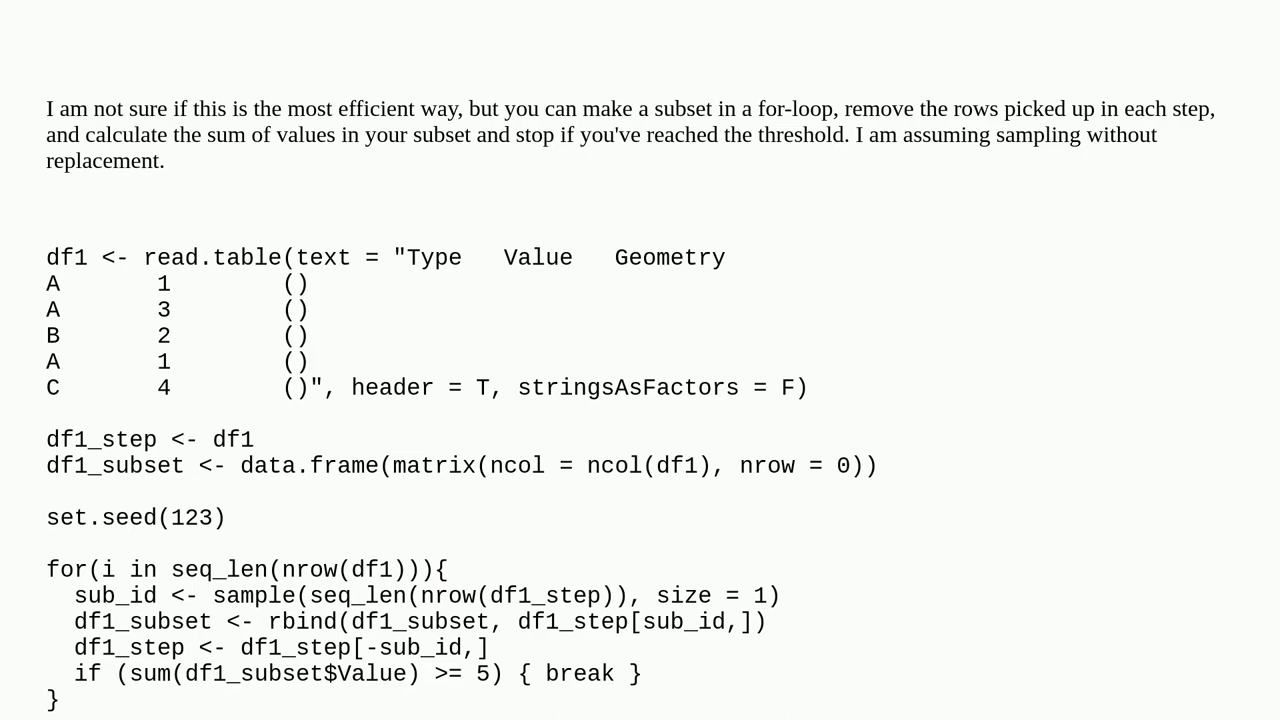 I am not sure if this is the most efficient way, but you can make a subset in a for-loop, remove the rows picked up in each step,
and calculate the sum of values in your subset and stop if you've reached the threshold. I am assuming sampling without
replacement.
df1 <- read.table(text = "Type   Value   Geometry
A       1        ()
A       3        ()
B       2        ()
A       1        ()
C       4        ()", header = T, stringsAsFactors = F)
df1_step <- df1
df1_subset <- data.frame(matrix(ncol = ncol(df1), nrow = 0))
set.seed(123)
for(i in seq_len(nrow(df1))){
  sub_id <- sample(seq_len(nrow(df1_step)), size = 1)
  df1_subset <- rbind(df1_subset, df1_step[sub_id,])
  df1_step <- df1_step[-sub_id,]
  if (sum(df1_subset$Value) >= 5) { break }
}